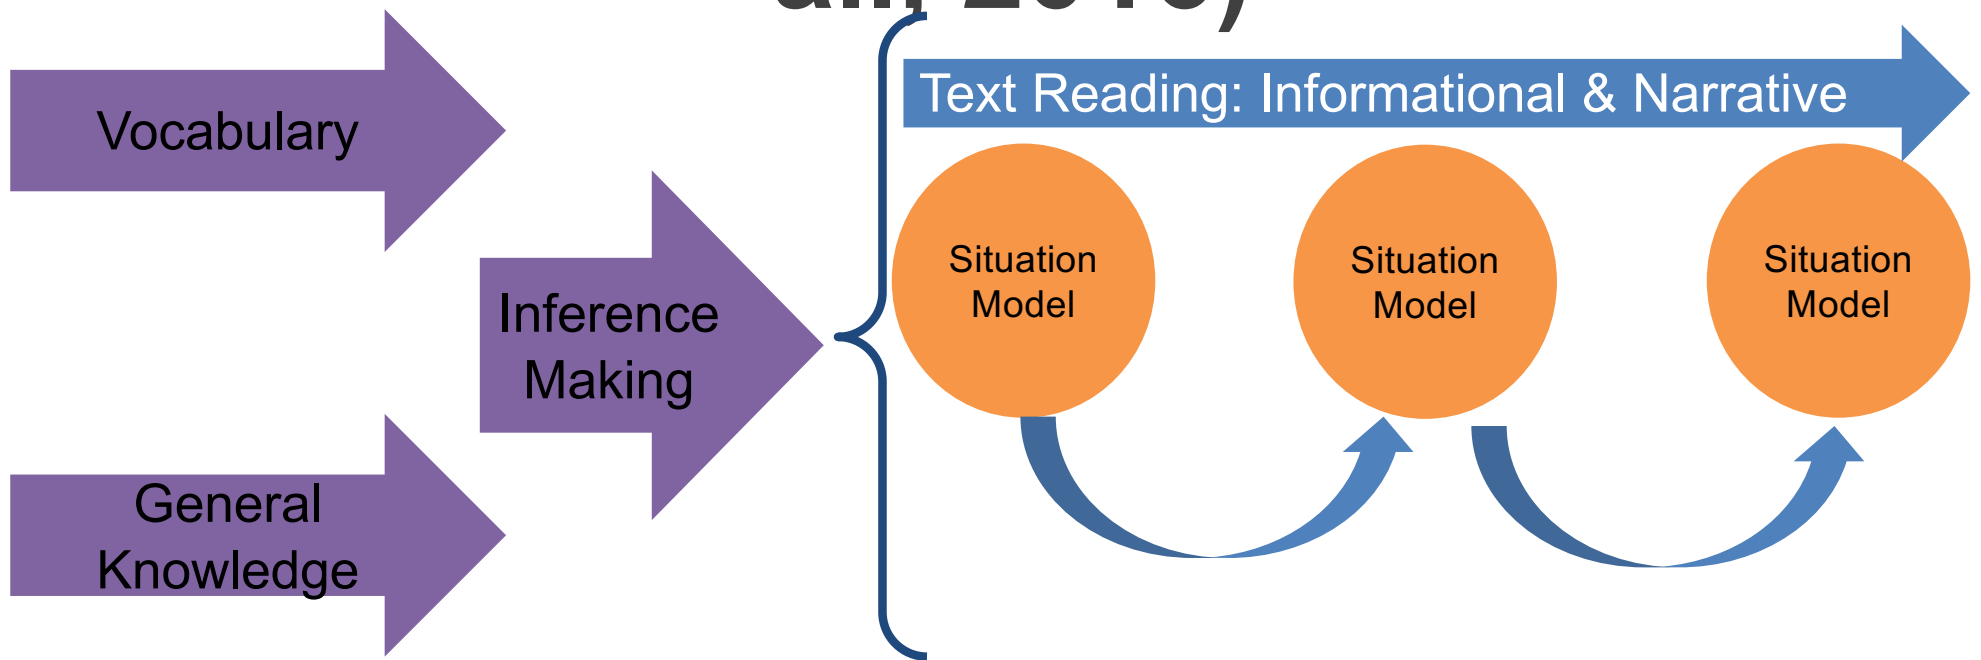 Vocabulary
General
Knowledge
Inference
Making
Text Reading: Informational & Narrative
Situation
Model
Situation
Model
Situation
Model